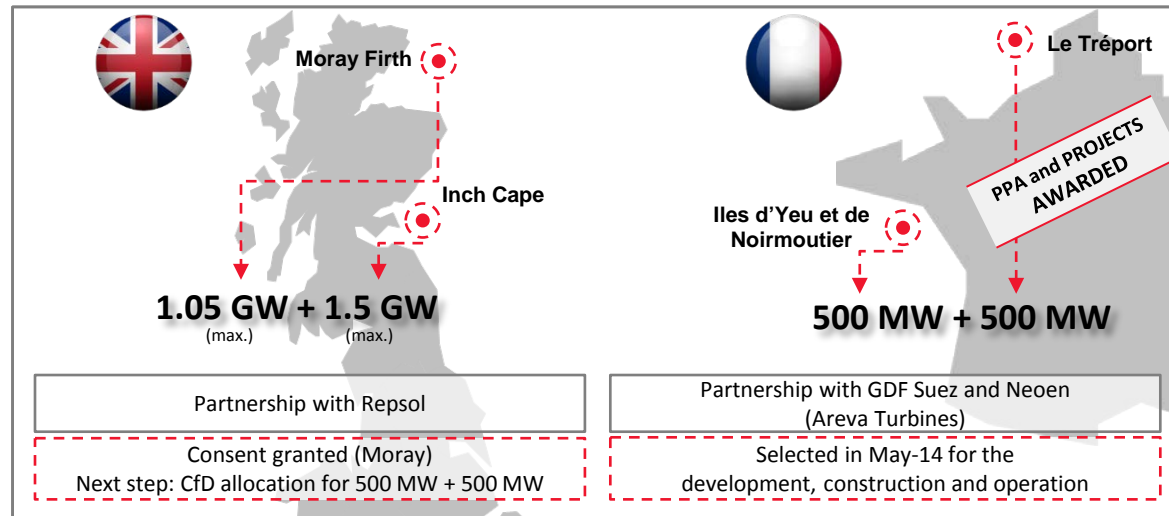 Moray Firth
Inch Cape
1.05 GW + 1.5 GW
(max.) (max.)
Partnership with Repsol
Consent granted (Moray)
Next step: CfD allocation for 500 MW + 500 MW
Le Tréport
PPA and PROJECTS
AWARDED
Iles d’Yeu et de
Noirmoutier
500 MW + 500 MW
Partnership with GDF Suez and Neoen
(Areva Turbines)
Selected in May-14 for the
development, construction and operation